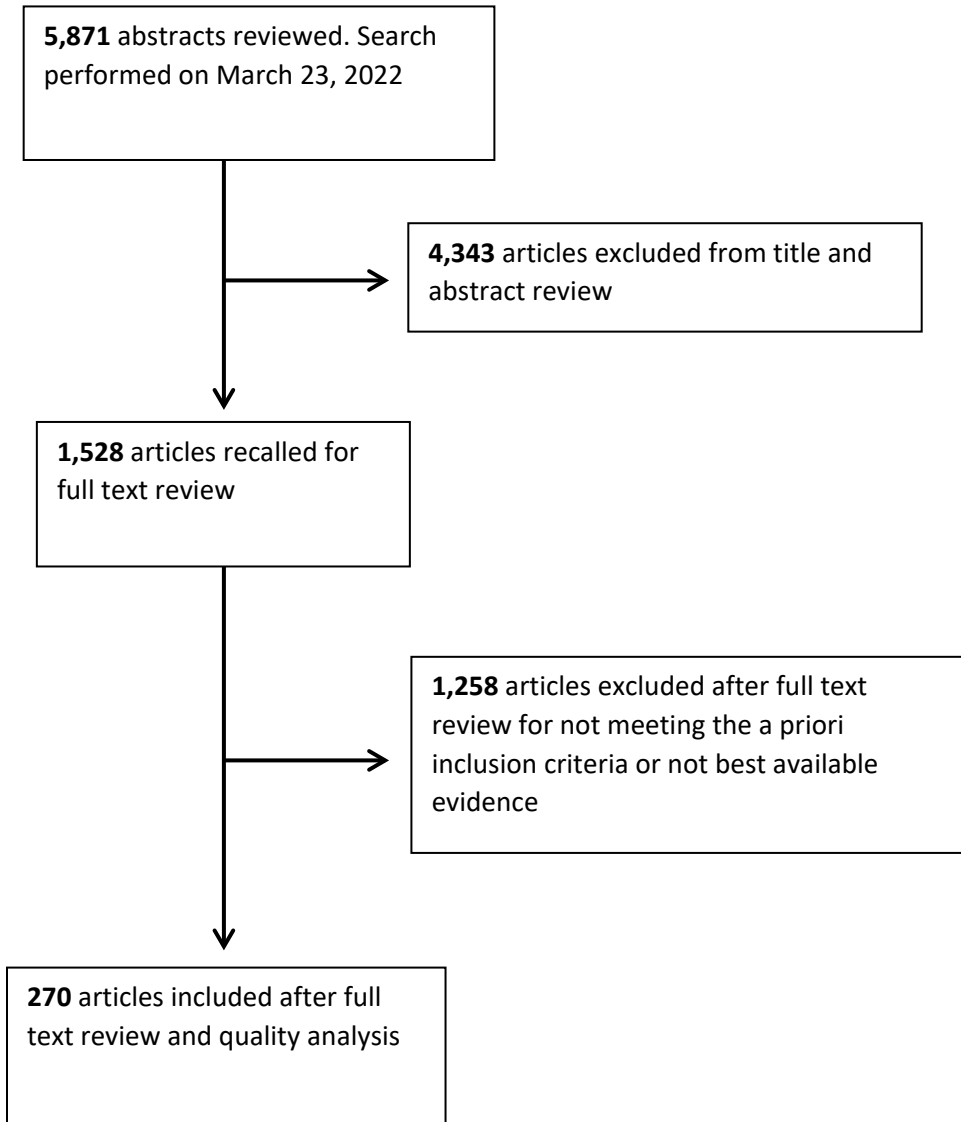 5,871 abstracts reviewed. Search
performed on March 23, 2022
4,343 articles excluded from title and
abstract review
1,528 articles recalled for
full text review
1,258 articles excluded after full text
review for not meeting the a priori
inclusion criteria or not best available
evidence
270 articles included after full
text review and quality analysis